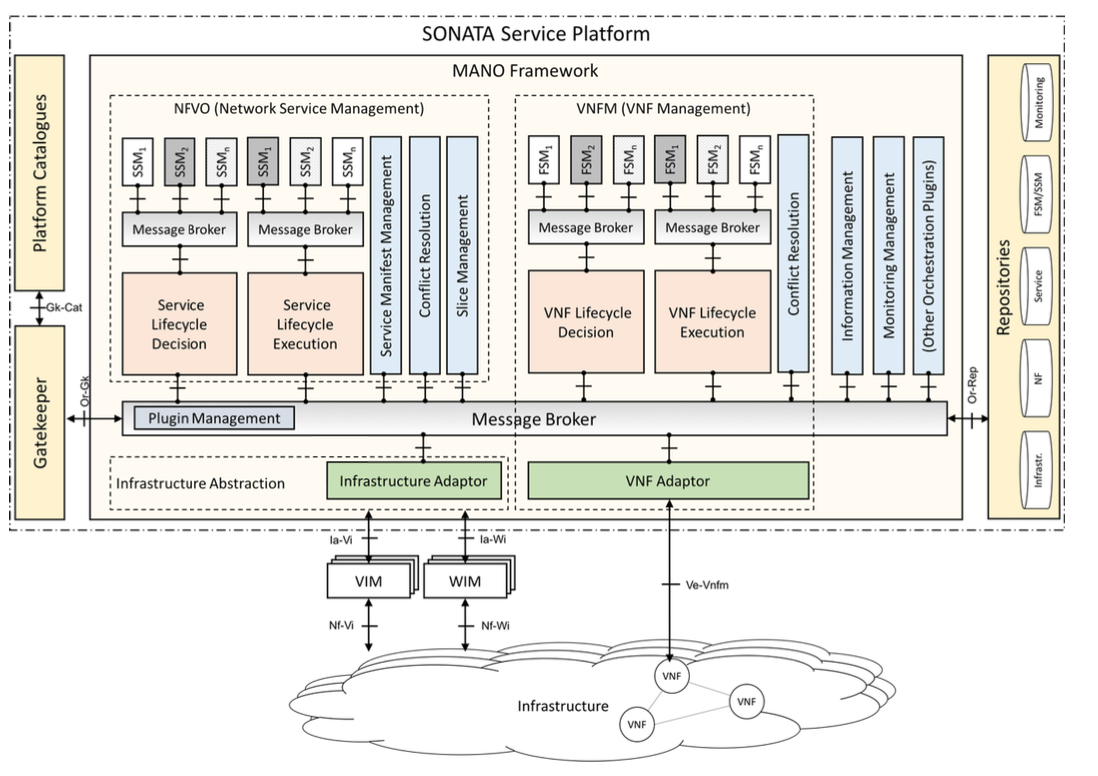 SONATA Service Platform
Platform Catalogues
Gk-Cat
Gatekeeper
Or-Gk
MANO Framework
NFVO (Network Service Management)
SSM1
SSM2
SSMn
SSM1
SSM2
SSMn
Message Broker
Message Broker
Service
Lifecycle
Decision
Service
Lifecycle
Execution
Service Manifest Management
Conflict Resolution
Slice Management
VNFM (VNF Management)
FSM1
FSM2
FSMn
FSM1
FSM2
FSMn
Message Broker
Message Broker
VNF Lifecycle
Decision
VNF Lifecycle
Execution
Conflict Resolution
Information Management
Monitoring Management
(Other Orchestration Plugins)
Plugin Management
Message Broker
Infrastructure Abstraction
Infrastructure Adaptor
VNF Adaptor
Or-Rep
Repositories
Monitoring
FSM/SSM
Service
NF
Infrastr.
Ia-Vi
Ia-Wi
VIM
WIM
Ve-Vnfm
Nf-Vi
Nf-Wi
Infrastructure
VNF
VNF
VNF